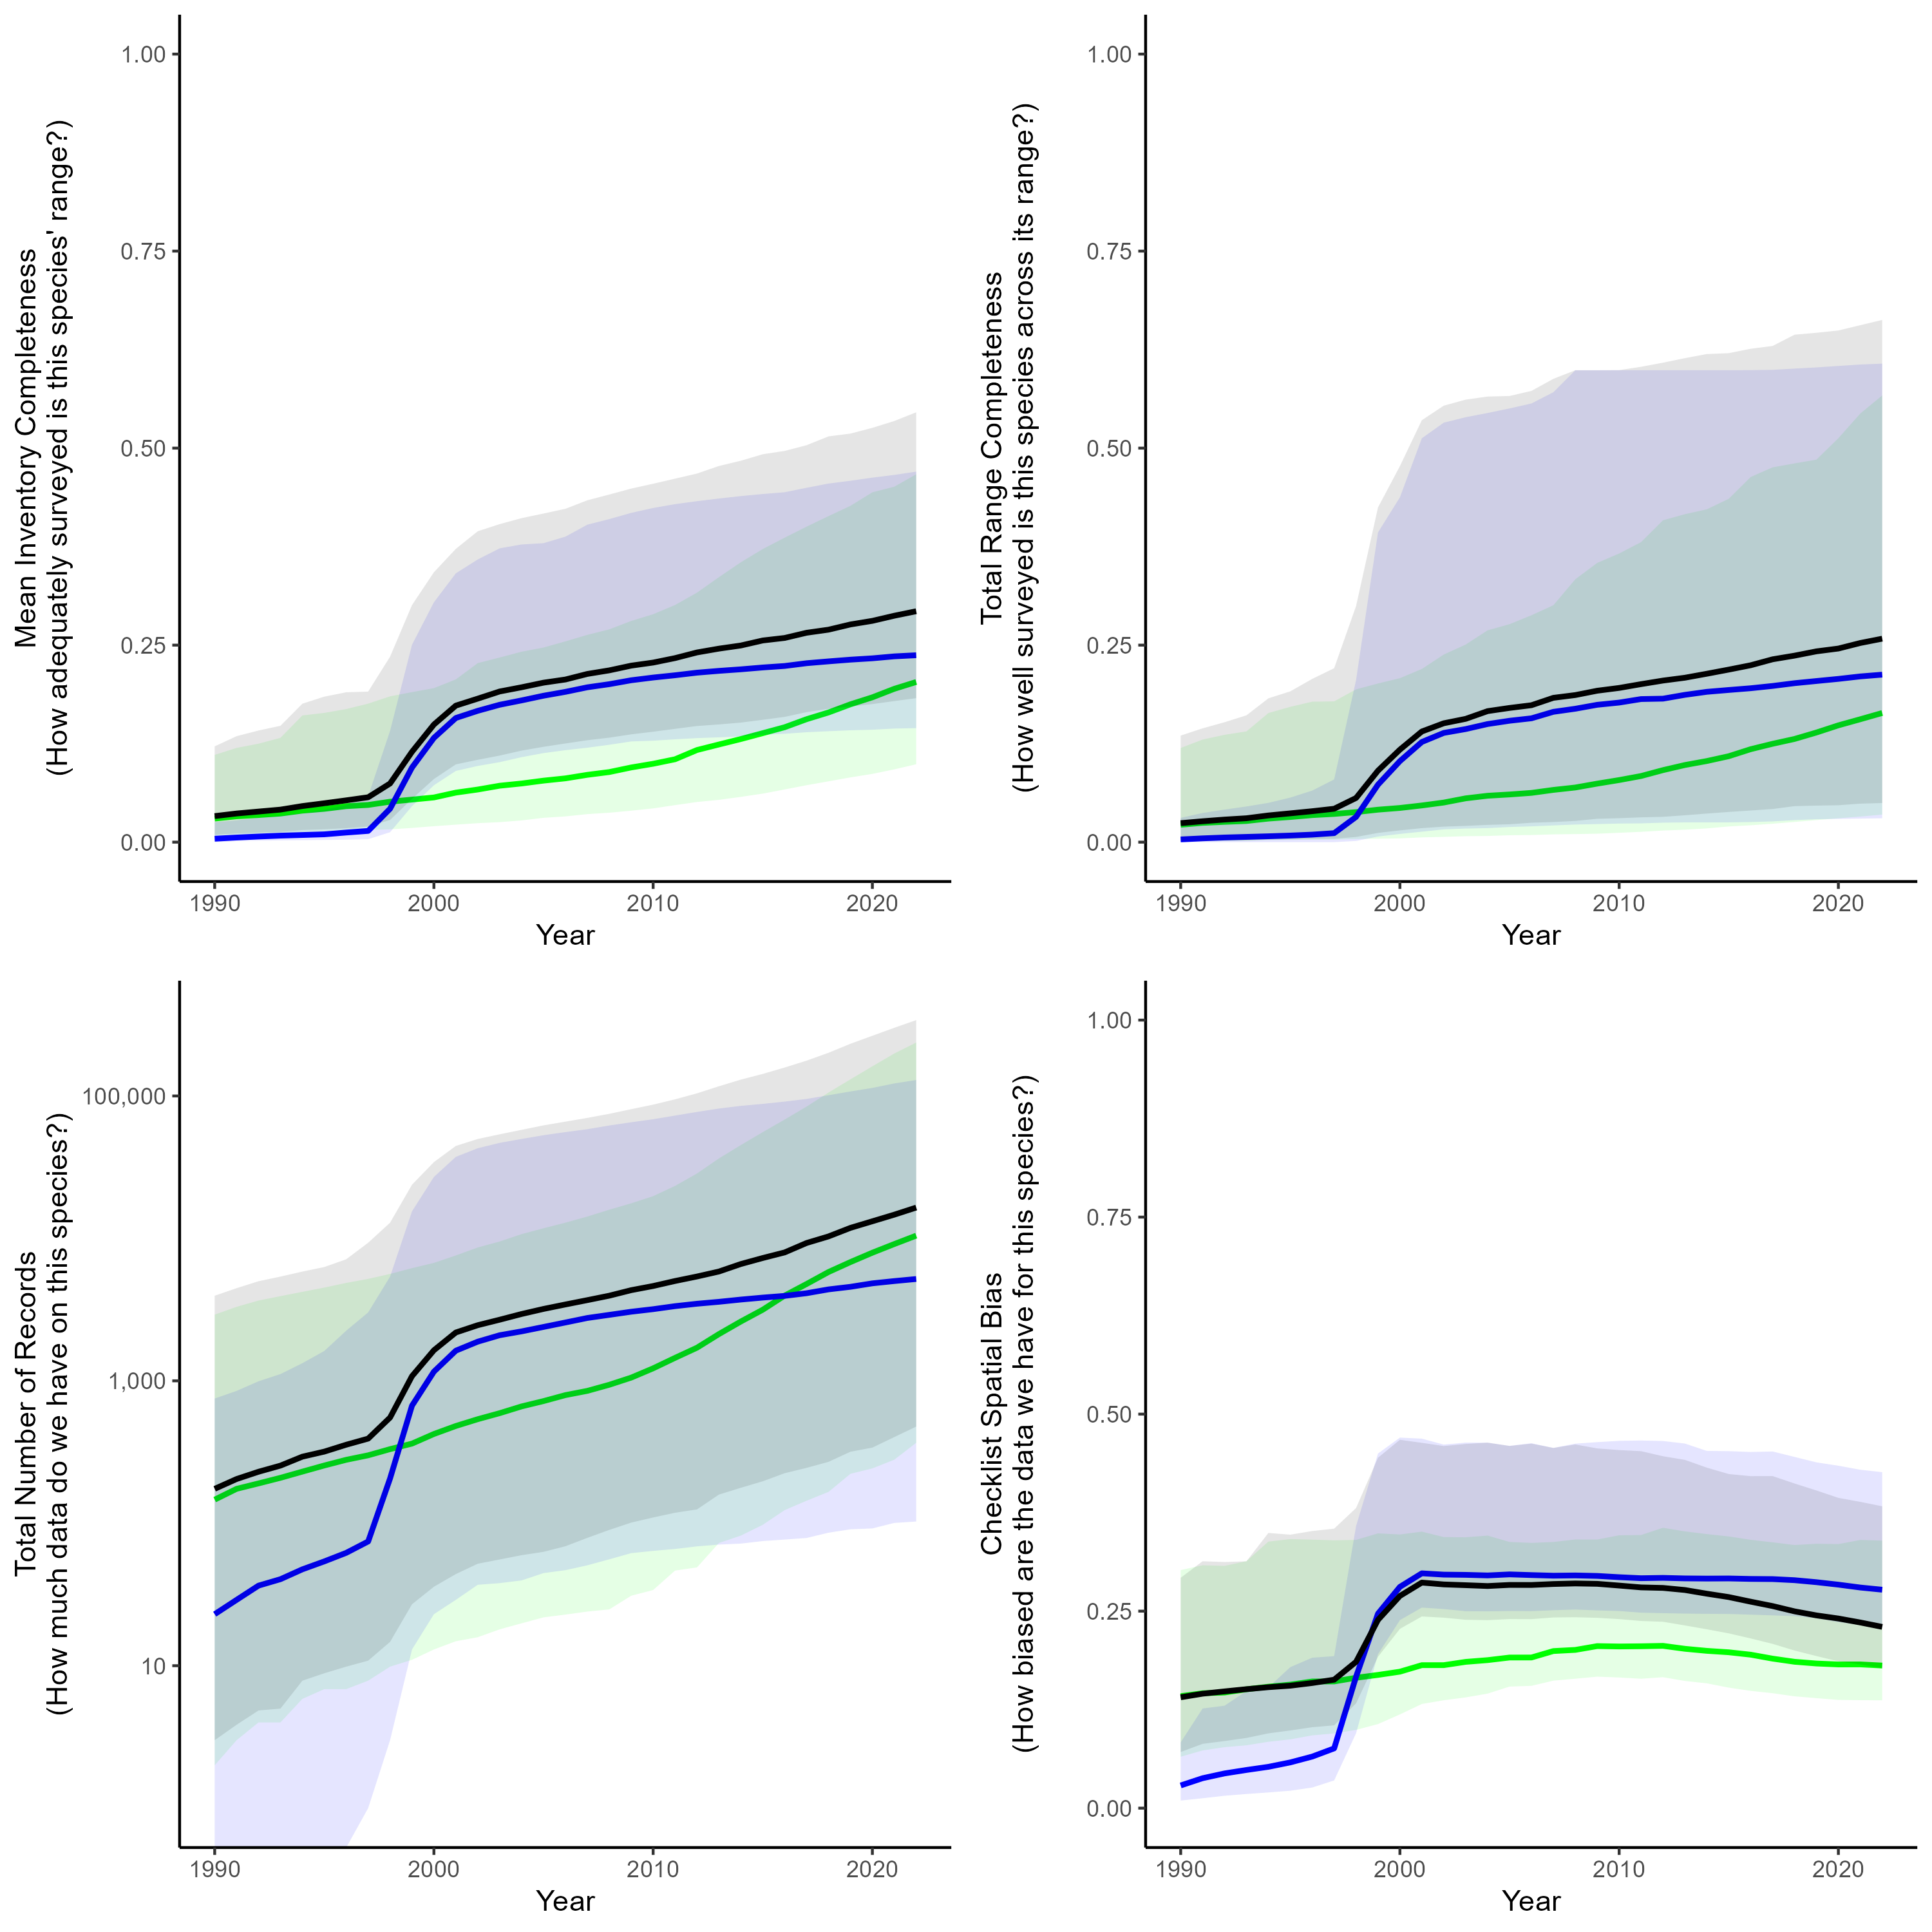 Mean Inventory Completeness
(How adequately surveyed is this species' range?)
1.00
0.75
0.50
0.25
0.00
1990
2000
2010
2020
Year
Total Range Completeness
(How well surveyed is this species across its range?)
1.00
0.75
0.50
0.25
0.00
1990
2000
2010
2020
Year
Total Number of Records
(How much data do we have on this species?)
100,000
1,000
10
1990
2000
2010
2020
Year
Checklist Spatial Bias
(How biased are the data we have for this species?)
1.00
0.75
0.50
0.25
0.00
1990
2000
2010
2020
Year